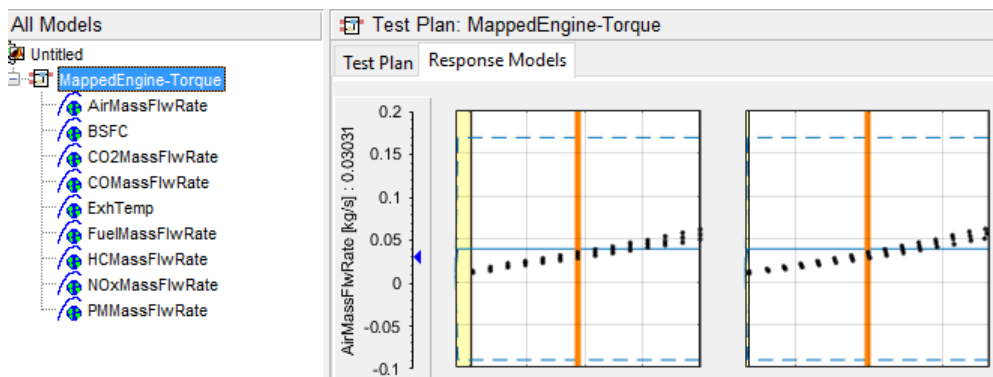 All Models
Untitled
MappedEngine-Torque
AirMassFlwRate
BSFC
CO2MassFlwRate
COMassFlwRate
ExhTemp
FuelMassFlwRate
HCMassFlwRate
NOxMassFlwRate
PMMassFlwRate
Test Plan: MappedEngine-Torque
Test Plan
Response Models
AirMassFlwRate [kg/s] : 0.03031
0.2
0.15
0.1
0.05
0
-0.05
-0.1